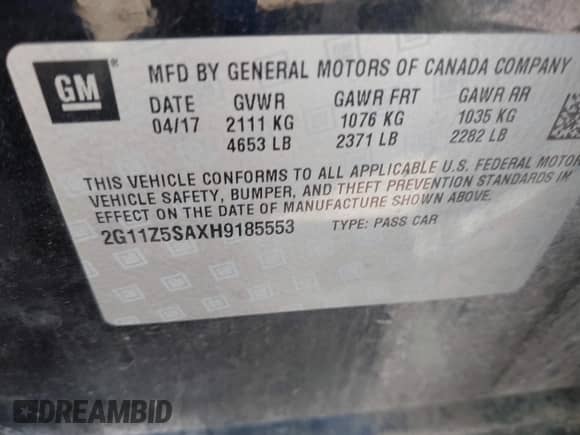 GM ®
MFD BY GENERAL MOTORS OF CANADA COMPANY
DATE GVWR GAWR FRT GAWR RR
04/17 2111 KG 1076 KG 1035 KG
4653 LB 2371 LB 2282 LB
THIS VEHICLE CONFORMS TO ALL APPLICABLE U.S. FEDERAL MOTOR
VEHICLE SAFETY, BUMPER, AND THEFT PREVENTION STANDARDS IN
EFFECT ON THE DATE OF MANUFACTURE SHOWN ABOVE.
2G11Z5SAXH9185553 TYPE: PASS CAR
DREAMBID